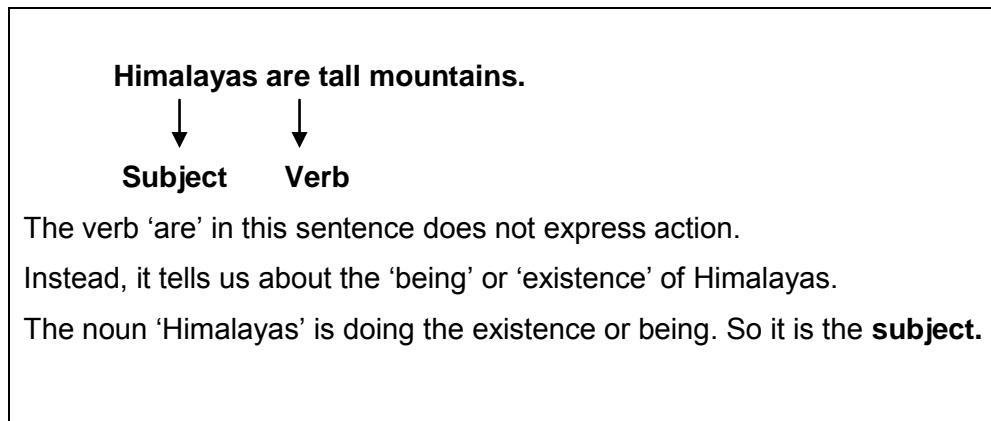 Himalayas are tall mountains.
Subject Verb
The verb ‘are’ in this sentence does not express action.
Instead, it tells us about the ‘being’ or ‘existence’ of Himalayas.
The noun ‘Himalayas’ is doing the existence or being. So it is the subject.